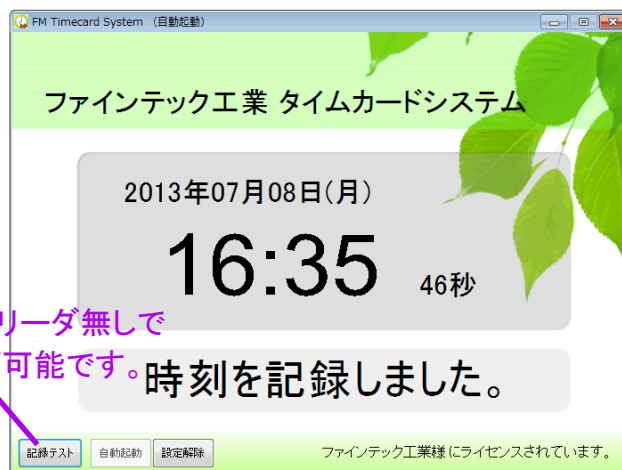 FM Timecard System （自動起動）
ファインテック工業 タイムカードシステム
2013年07月08日(月)
16:35 46秒
リーダ無しで
可能です。
時刻を記録しました。
記録テスト 自動起動 設定解除 ファインテック工業様にライセンスされています。